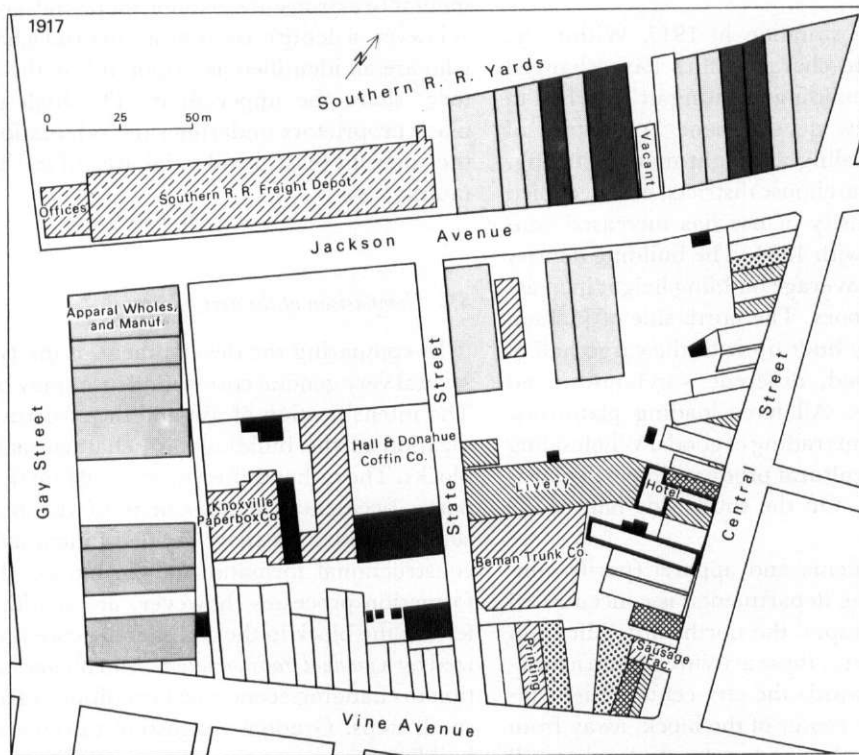 1917
N
Southern R. R. Yards
0 25 50m
Vacant
Offices
Southern R. R. Freight Depot
Jackson Avenue
Apparal Wholes,
and Manuf.
Gay Street
State Street
Hall & Donahue
Coffin Co.
Knoxville
Paperbox Co.
Livery
Hotel
Central Street
Beman Trunk Co.
Printing
Sausage
Fac.
Vine Avenue